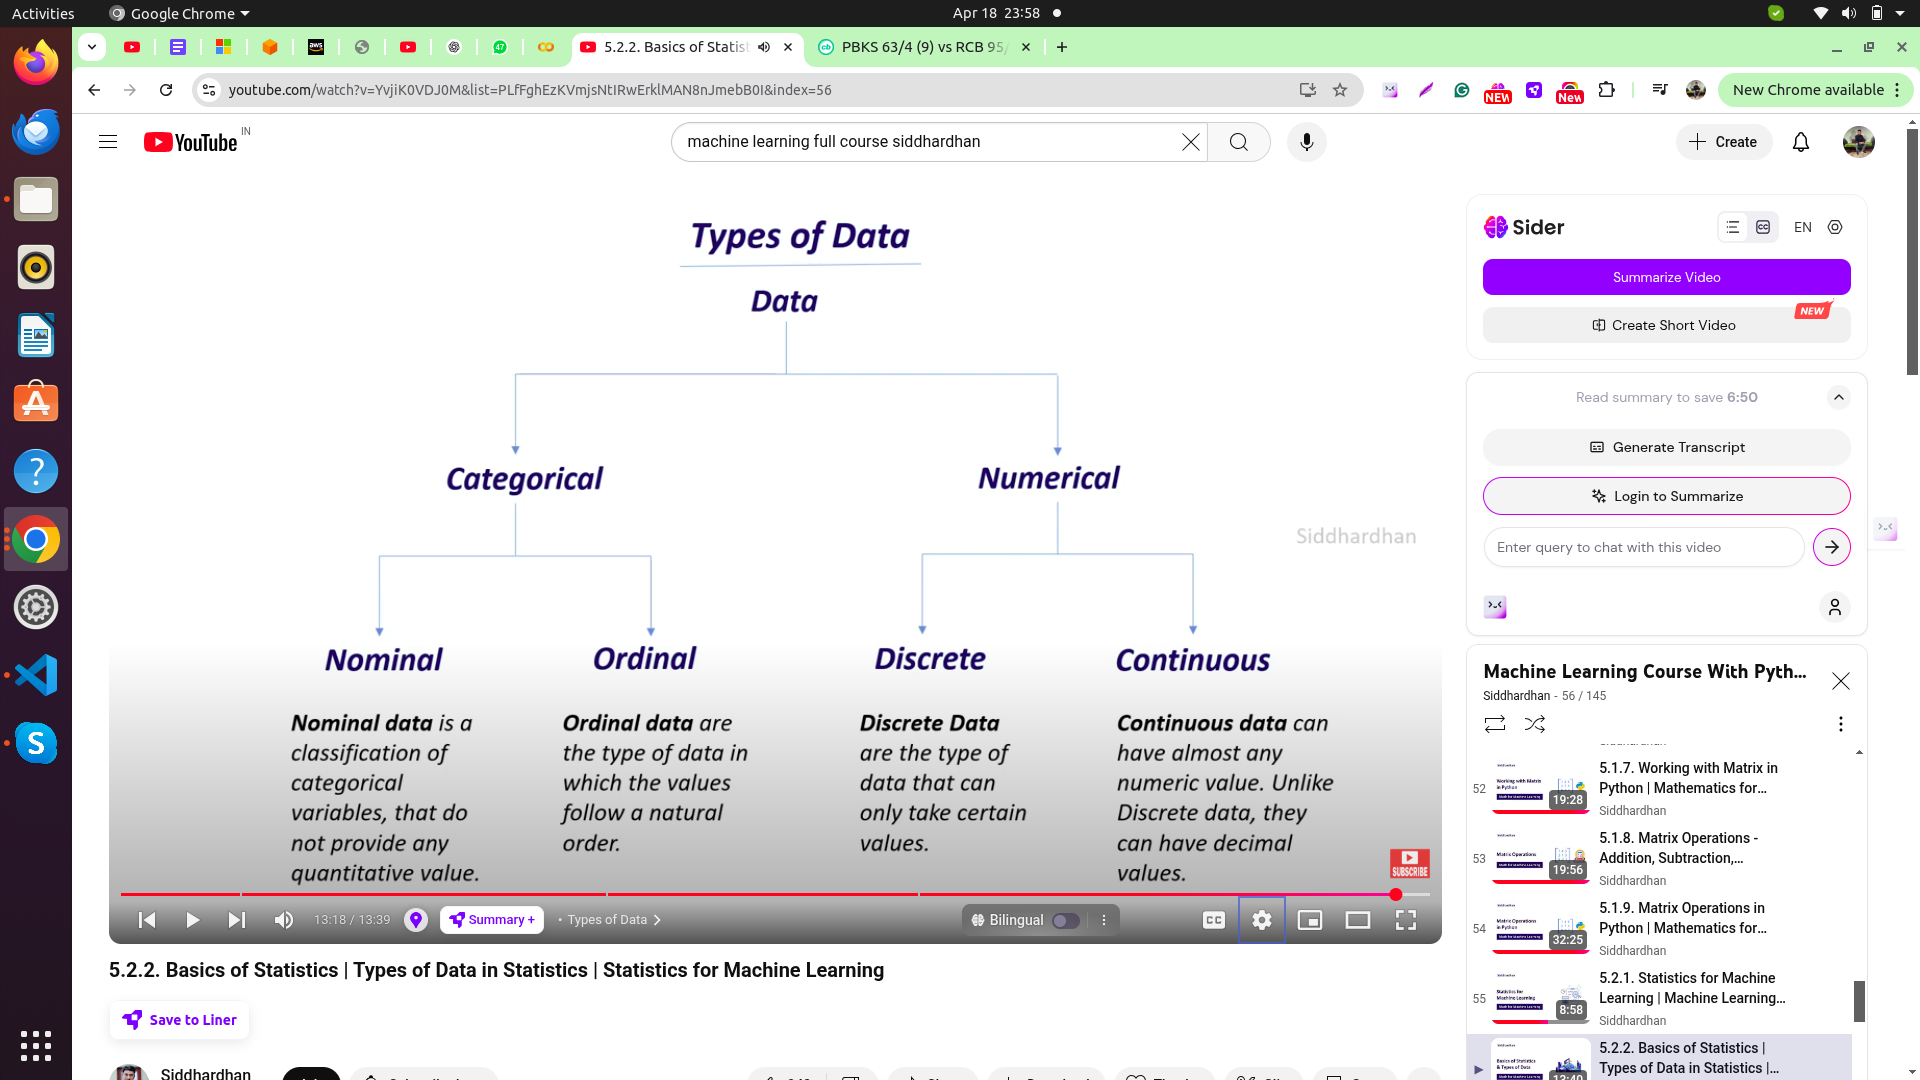 Activities
Google Chrome
Apr 18 23:58
5.2.2. Basics of Statist
PBKS 63/4 (9) vs RCB 95/
youtube.com/watch?v=YvjiK0VDJ0M&list=PLfFghEzKVmjsNtIRwErklMAN8nJmebB0I&index=56
NEW
New
New Chrome available
YouTube
IN
machine learning full course siddhardhan
Create
Types of Data
Data
Categorical
Numerical
Siddhardhan
Nominal
Ordinal
Discrete
Continuous
Nominal data is a
classification of
categorical
variables, that do
not provide any
quantitative value.
Ordinal data are
the type of data in
which the values
follow a natural
order.
Discrete Data
are the type of
data that can
only take certain
values.
Continuous data can
have almost any
numeric value. Unlike
Discrete data, they
can have decimal
values.
SUBSCRIBE
13:18 / 13:39
Summary +
• Types of Data
Bilingual
CC
5.2.2. Basics of Statistics | Types of Data in Statistics | Statistics for Machine Learning
Save to Liner
Siddhardhan
Sider
EN
Summarize Video
NEW
Create Short Video
Read summary to save 6:50
Generate Transcript
Login to Summarize
Enter query to chat with this video
Machine Learning Course With Pyth...
Siddhardhan - 56 / 145
52
19:28
5.1.7. Working with Matrix in
Python | Mathematics for...
Siddhardhan
53
19:56
5.1.8. Matrix Operations -
Addition, Subtraction,...
Siddhardhan
54
32:25
5.1.9. Matrix Operations in
Python | Mathematics for...
Siddhardhan
55
8:58
5.2.1. Statistics for Machine
Learning | Machine Learning...
Siddhardhan
5.2.2. Basics of Statistics |
Types of Data in Statistics |...
13:40